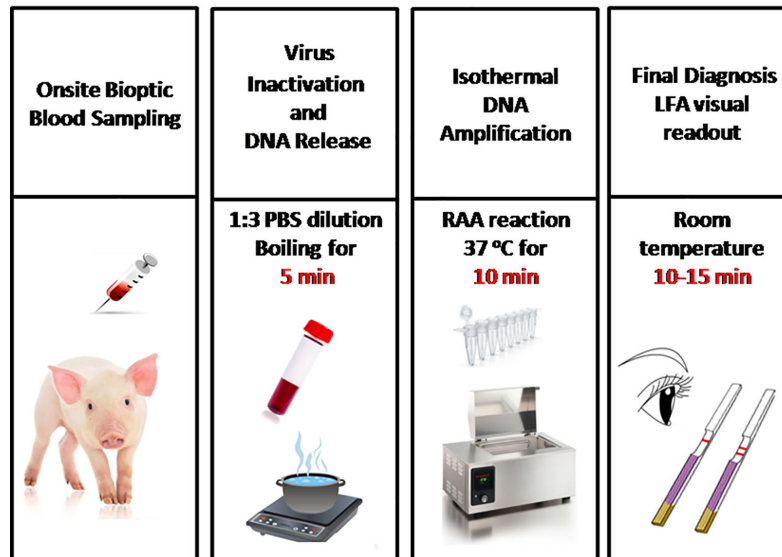 Onsite Bioptic
Blood Sampling
Virus
Inactivation
and
DNA Release
Isothermal
DNA
Amplification
Final Diagnosis
LFA visual
readout
1:3 PBS dilution
Boiling for
5 min
RAA reaction
37 ºC for
10 min
Room
temperature
10-15 min